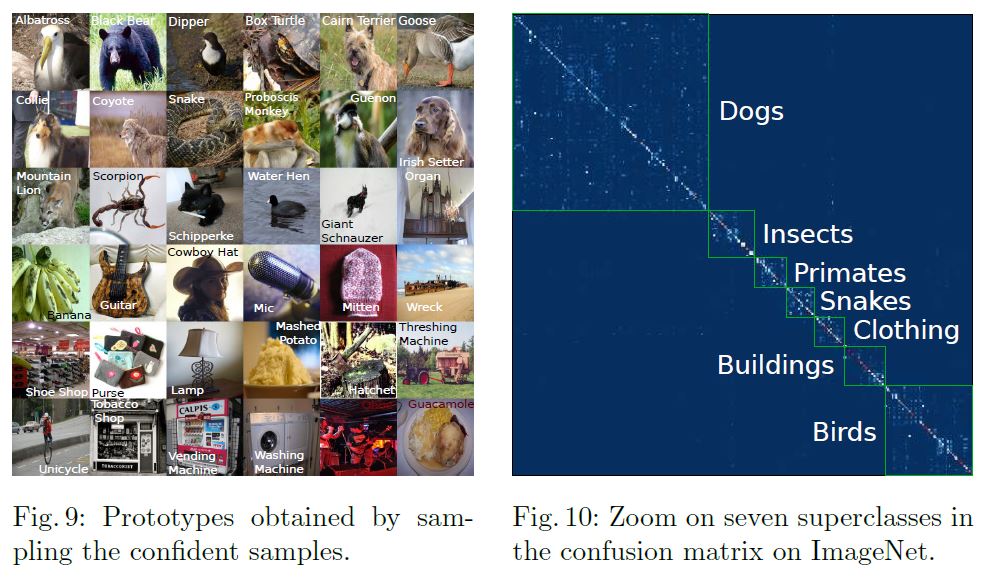 Albatross
Black Bear
Dipper
Box Turtle
Cairn Terrier
Goose
Collie
Coyote
Snake
Proboscis
Monkey
Guenon
Irish Setter
Mountain
Lion
Scorpion
Schipperke
Water Hen
Giant
Schnauzer
Organ
Banana
Guitar
Cowboy Hat
Mic
Mitten
Wreck
Shoe Shop
Purse
Lamp
Mashed
Potato
Hatchet
Threshing
Machine
Unicycle
Tobacco
Shop
TOBACCONIST
CALPIS
Vending
Machine
Washing
Machine
Guacamole
Fig. 9: Prototypes obtained by sam-
pling the confident samples.
Dogs
Insects
Primates
Snakes
Clothing
Buildings
Birds
Fig. 10: Zoom on seven superclasses in
the confusion matrix on ImageNet.